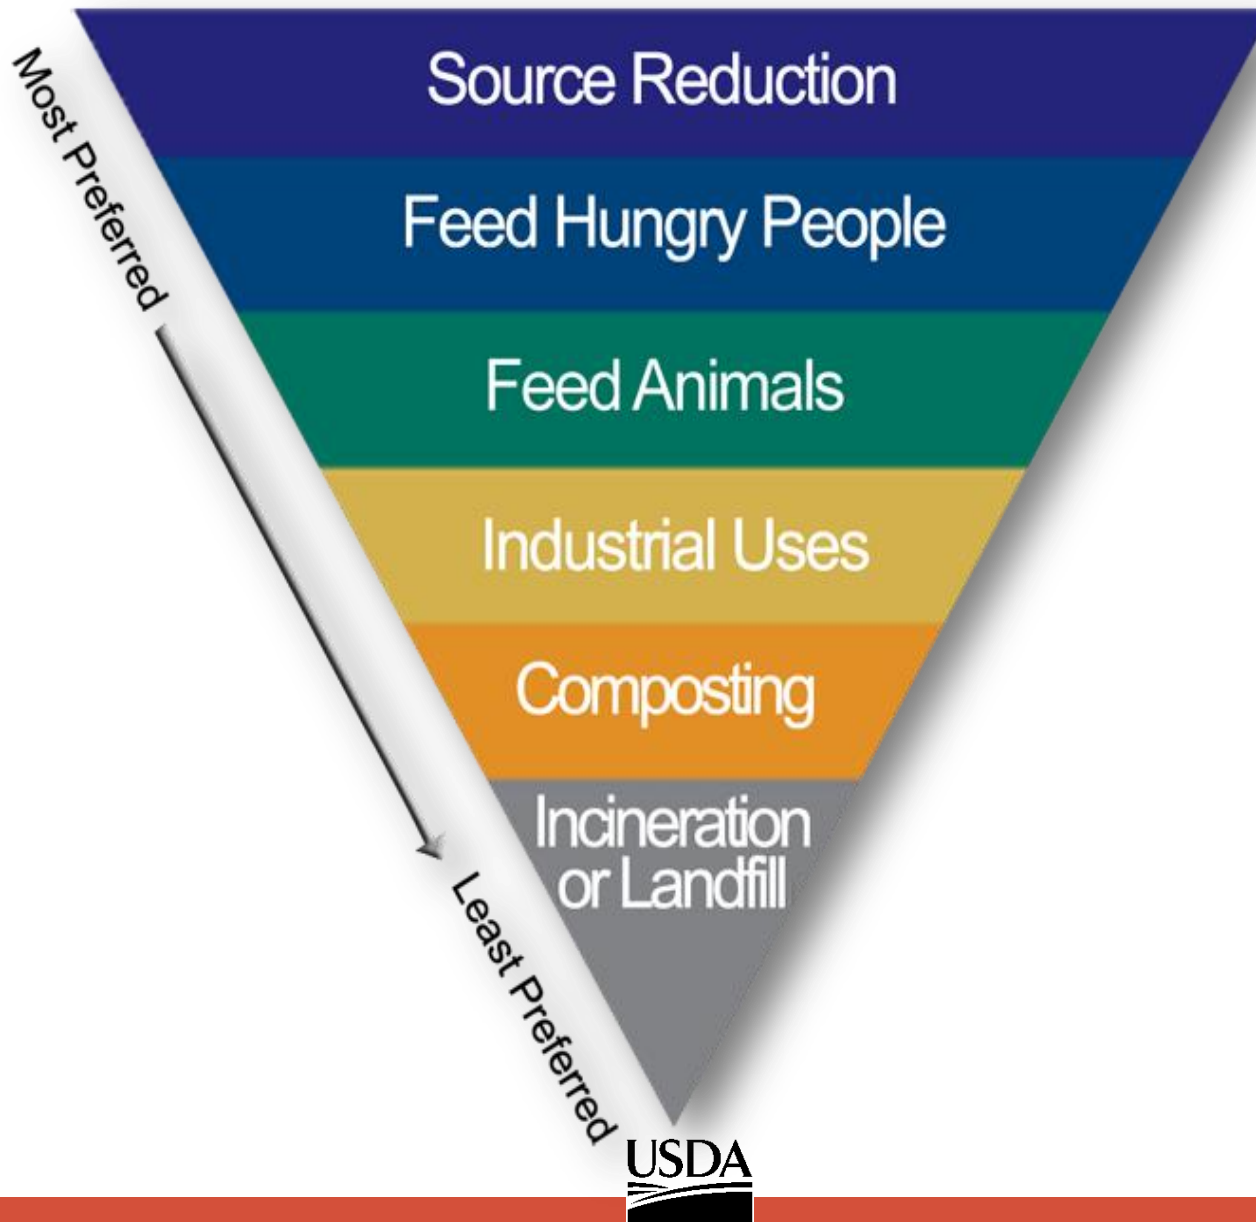 Source Reduction
Most Preferred
Feed Hungry People
Feed Animals
Industrial Uses
Composting
Incineration
or Landfill
Least Preferred
USDA